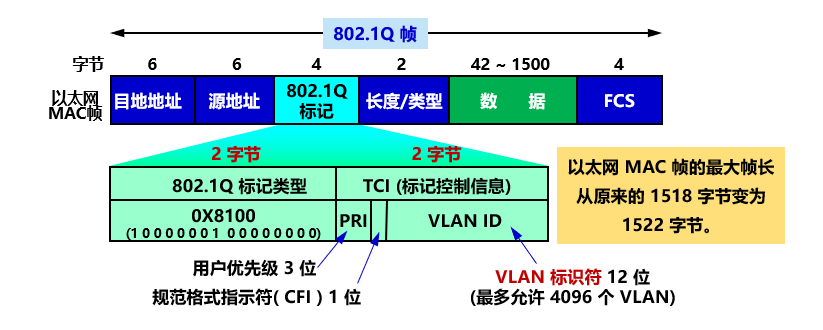 802.1Q 帧
字节 6 6 4 2 42 ~ 1500 4
以太网
MAC帧
目地地址 源地址 802.1Q
标记 长度/类型 数 据 FCS
2 字节 2 字节
802.1Q 标记类型 TCI (标记控制信息)
0X8100
(1 0 0 0 0 0 0 1 0 0 0 0 0 0 0 0)
PRI VLAN ID
以太网 MAC 帧的最大帧长
从原来的 1518 字节变为
1522 字节。
用户优先级 3 位
规范格式指示符( CFI ) 1 位
VLAN 标识符 12 位
(最多允许 4096 个 VLAN)